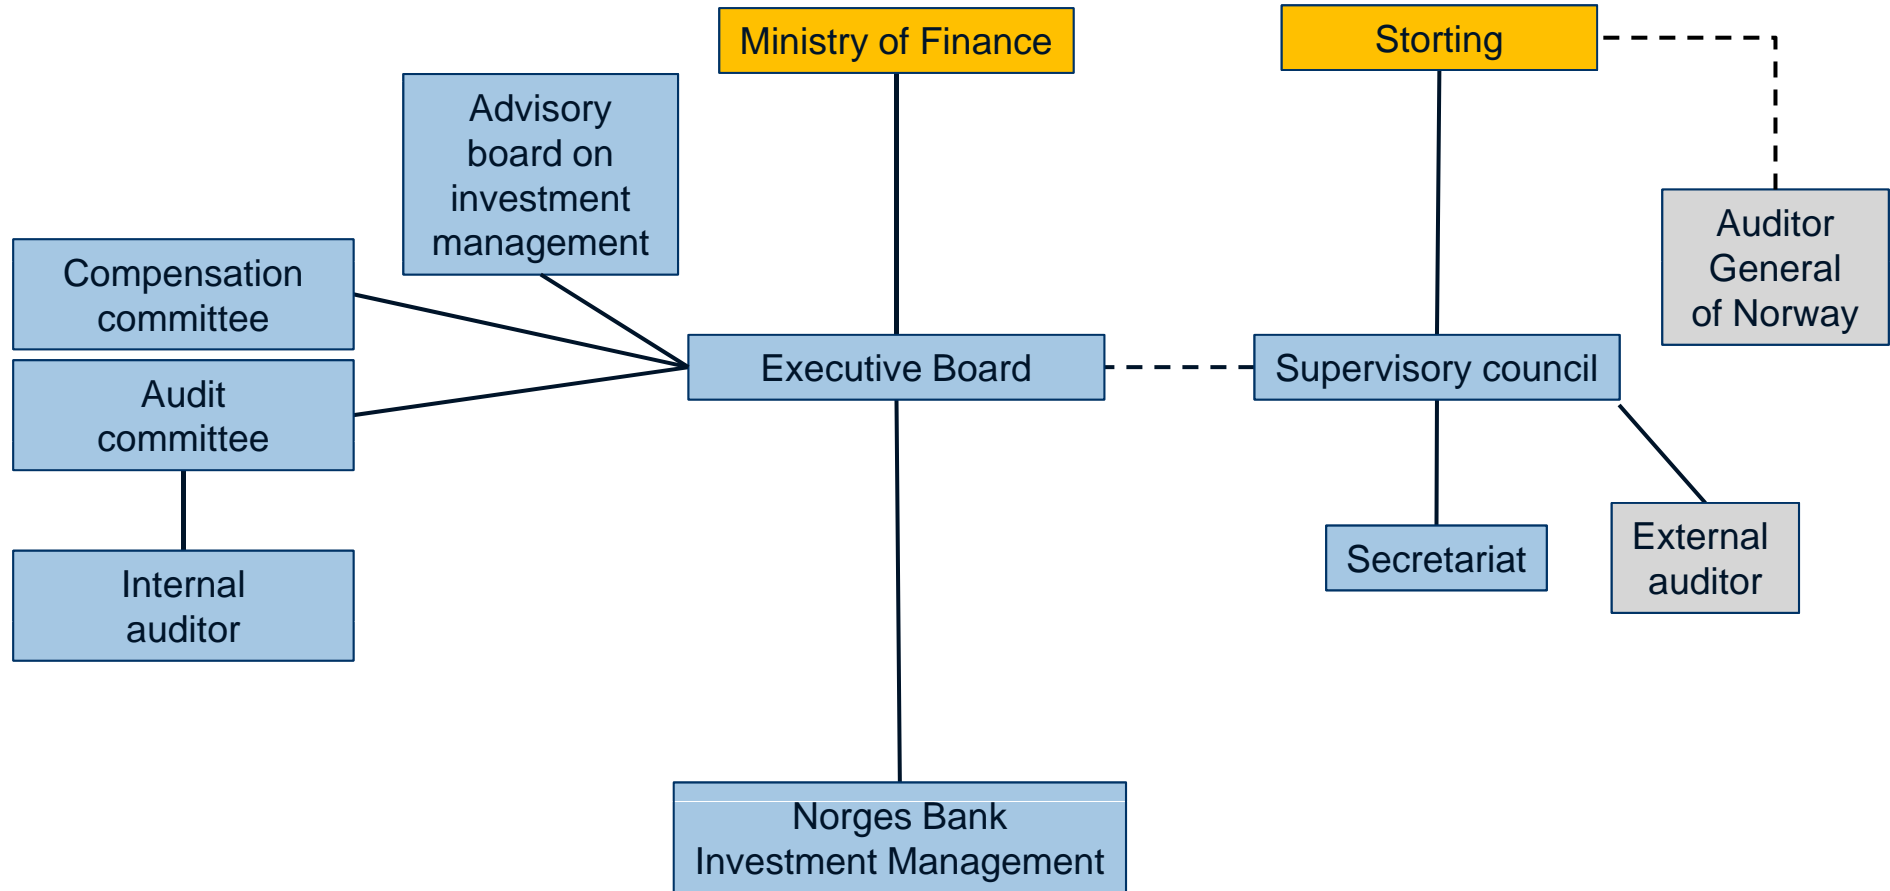 Ministry of Finance
Storting
Advisory
board on
investment
management
Auditor
General
of Norway
Compensation
committee
Executive Board
Supervisory council
Audit
committee
External
auditor
Secretariat
Internal
auditor
Norges Bank
Investment Management